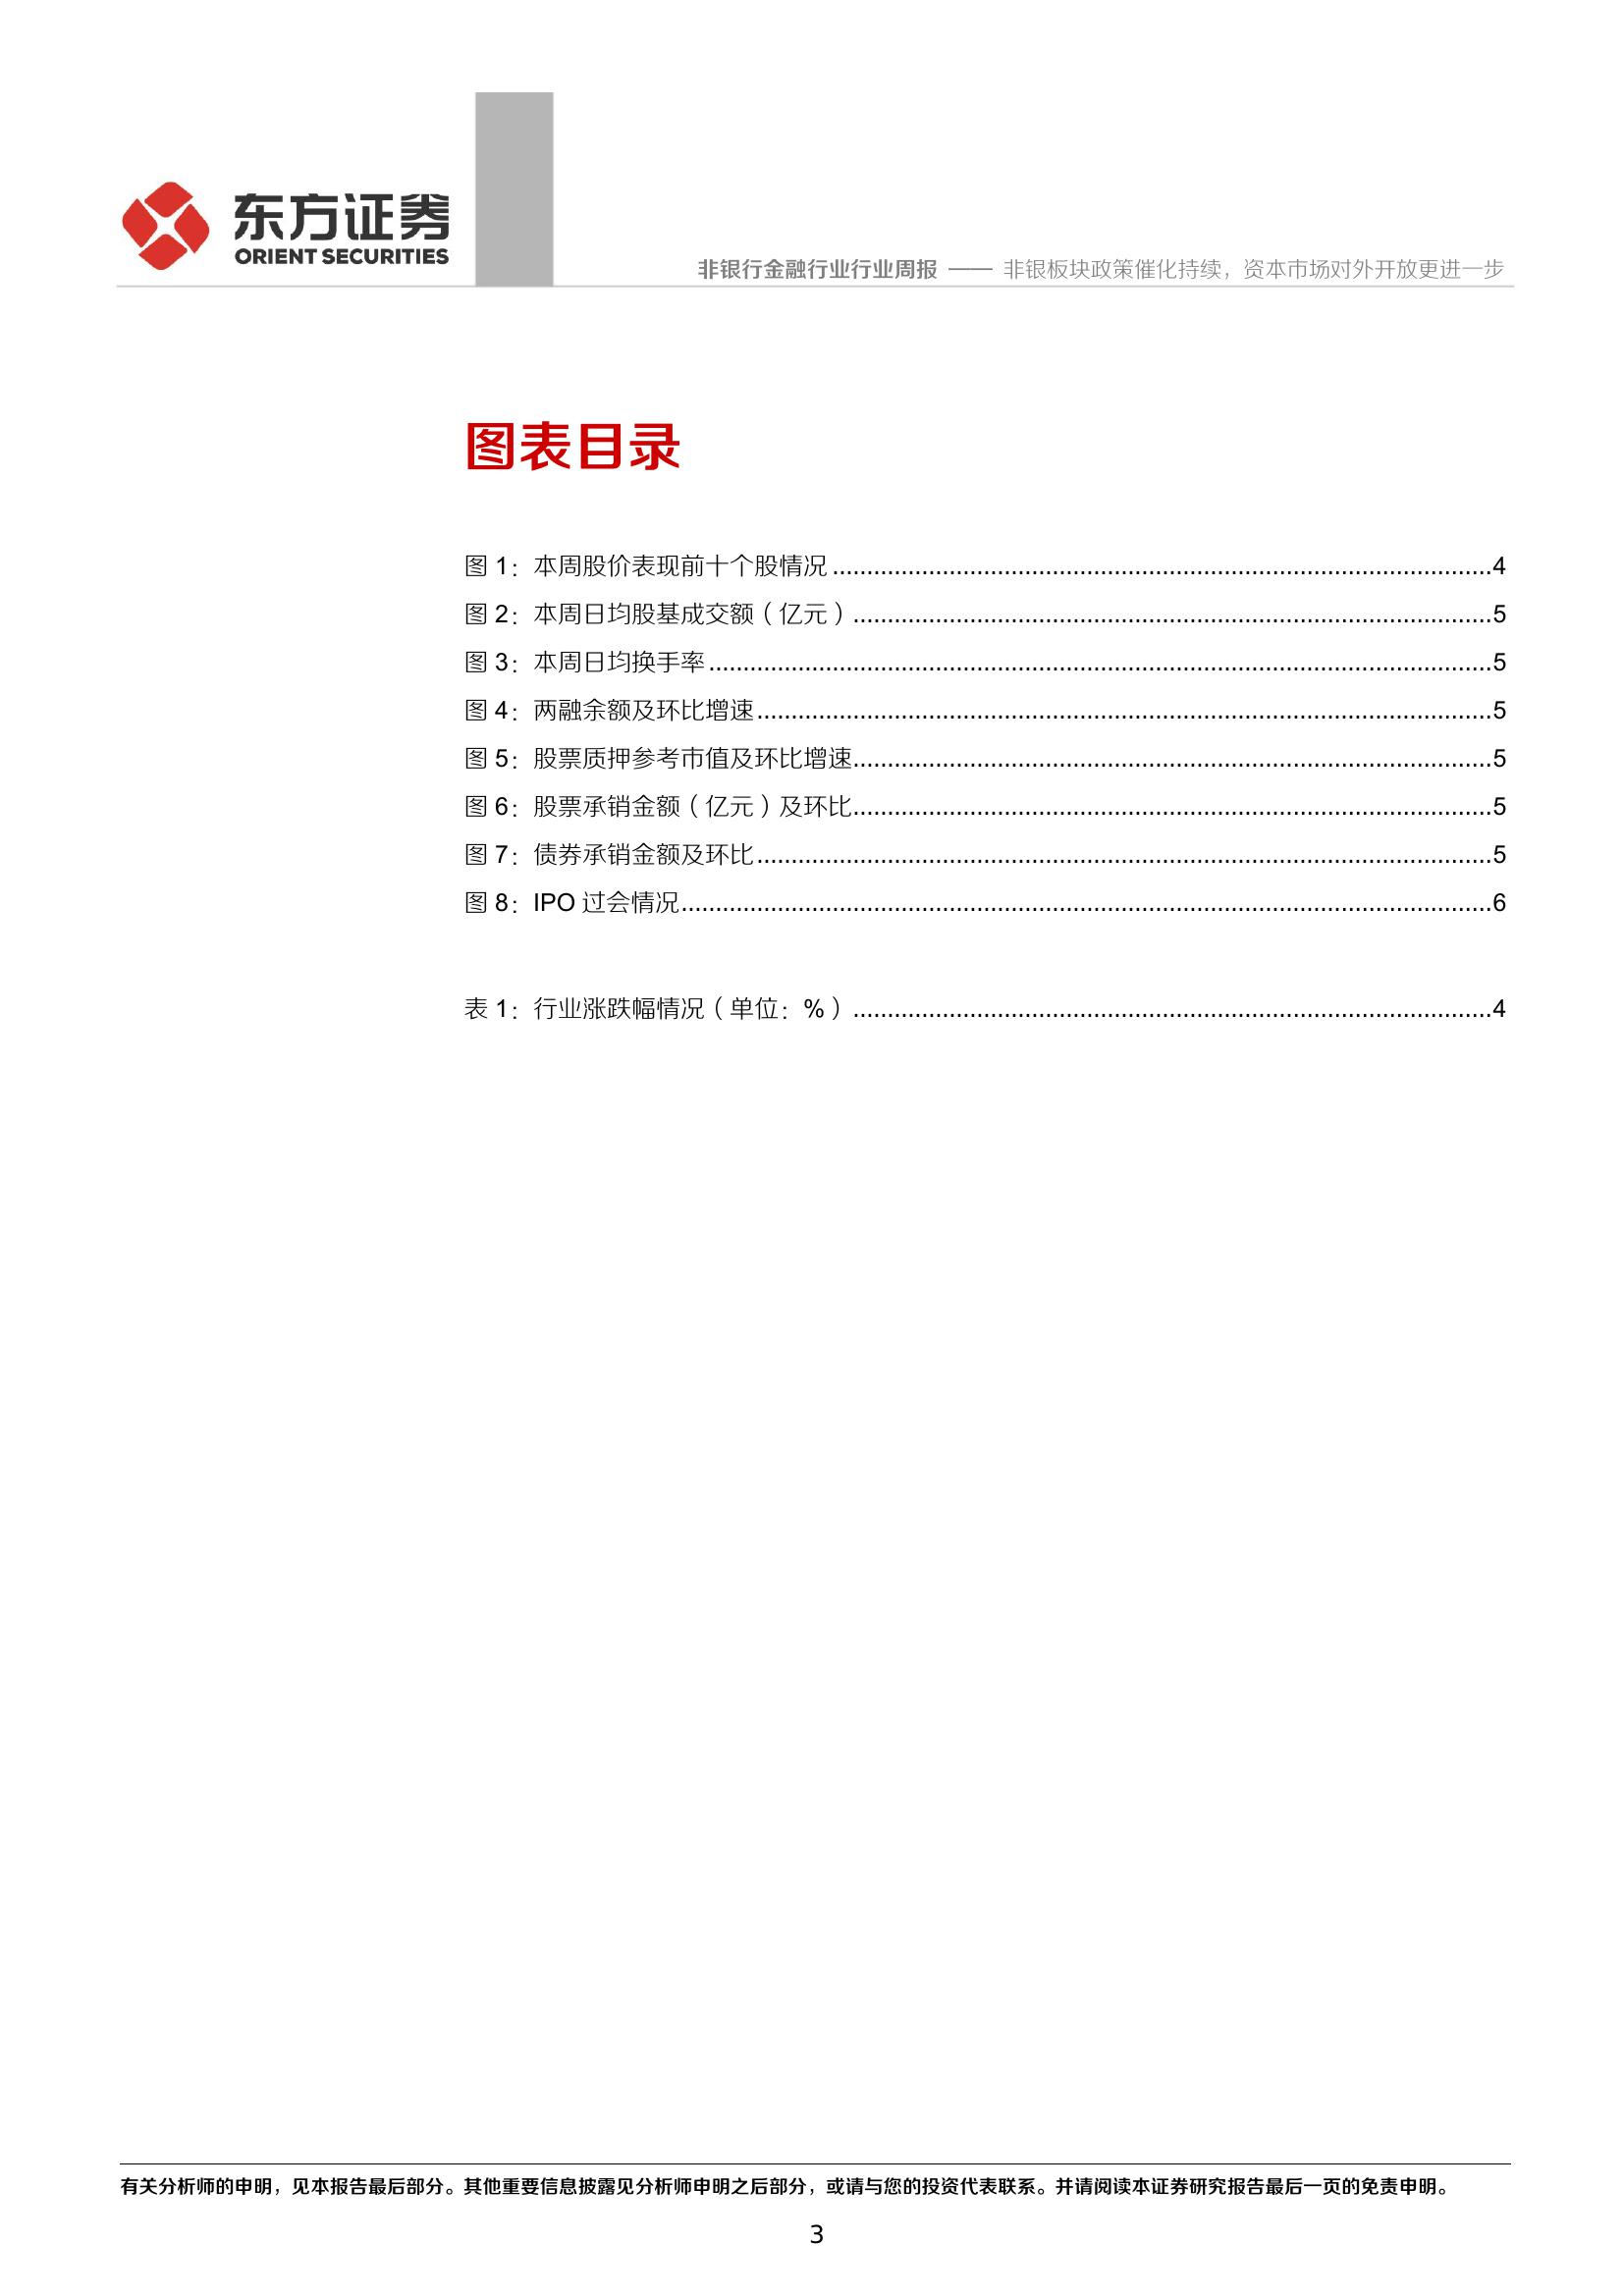 东方证券
ORIENT SECURITIES
非银行金融行业行业周报 —— 非银板块政策催化持续，资本市场对外开放更进一步
图表目录
图 1：本周股价表现前十个股情况........................................................4
图 2：本周日均股基成交额（亿元）........................................................5
图 3：本周日均换手率........................................................5
图 4：两融余额及环比增速........................................................5
图 5：股票质押参考市值及环比增速........................................................5
图 6：股票承销金额（亿元）及环比........................................................5
图 7：债券承销金额及环比........................................................5
图 8：IPO 过会情况........................................................6
表 1：行业涨跌幅情况（单位：%）........................................................4
有关分析师的申明，见本报告最后部分。其他重要信息披露见分析师申明之后部分，或请与您的投资代表联系。并请阅读本证券研究报告最后一页的免责申明。
3